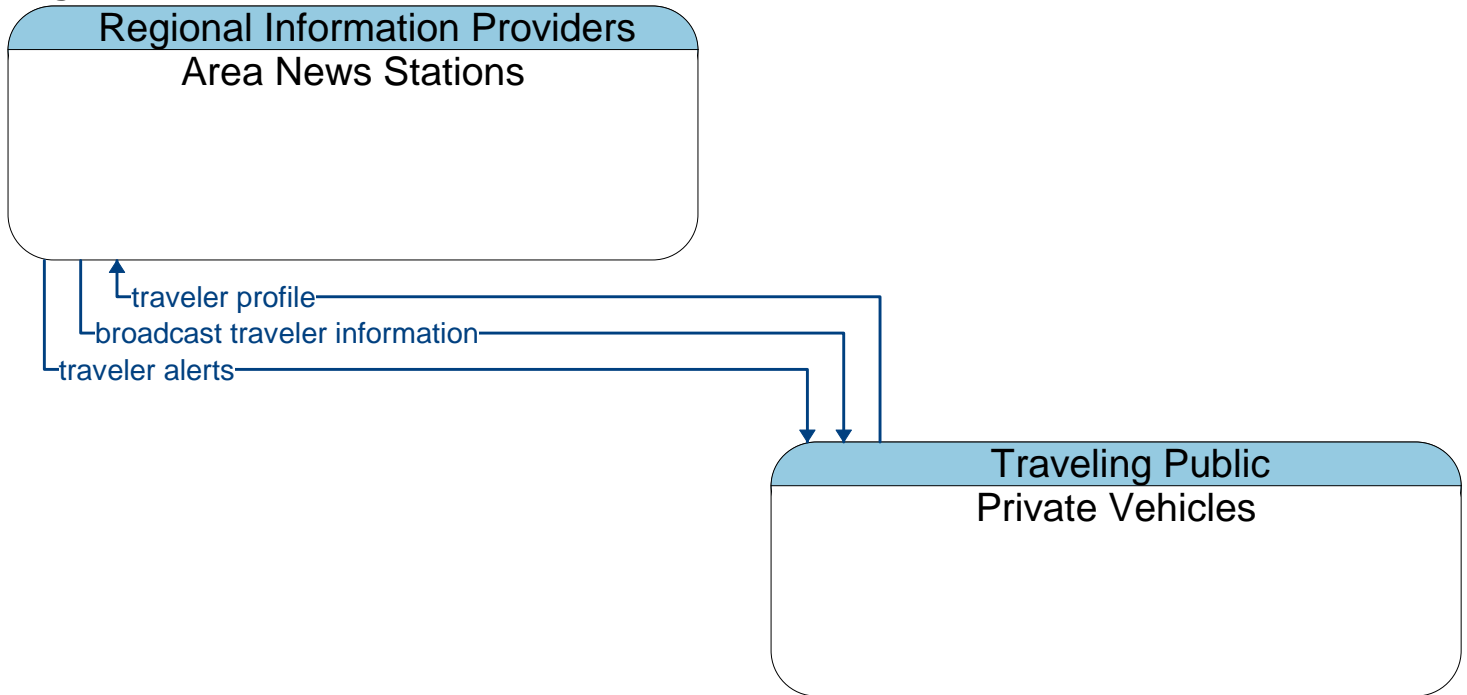 Regional Information Providers
Area News Stations
traveler profile
broadcast traveler information
traveler alerts
Traveling Public
Private Vehicles